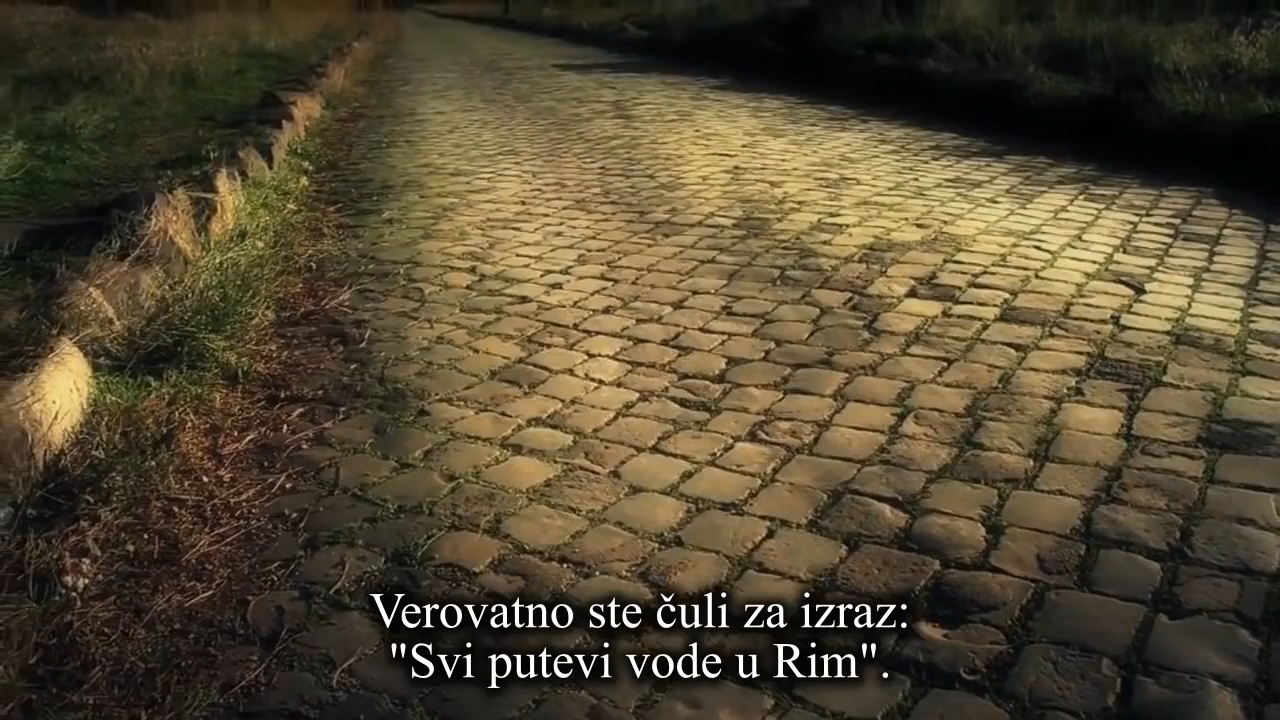 Verovatno ste čuli za izraz:
"Svi putevi vode u Rim".